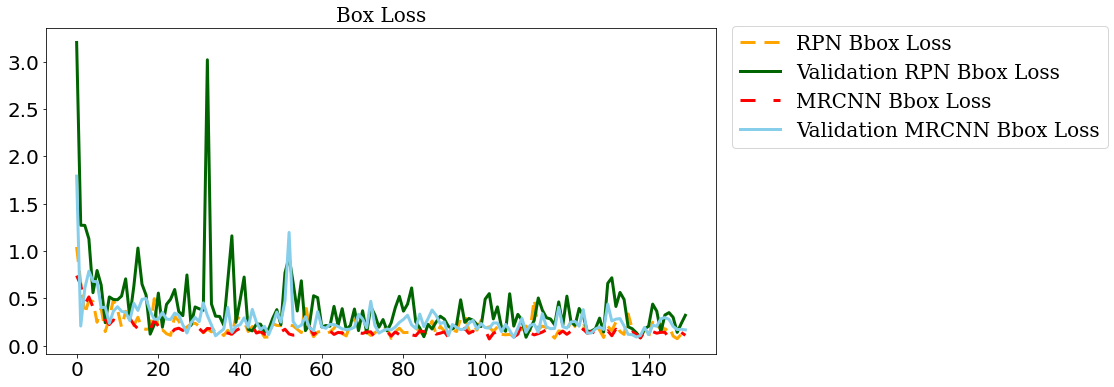 Box Loss
3.0
2.5
2.0
1.5
1.0
0.5
0.0
0 20 40 60 80 100 120 140
RPN Bbox Loss
Validation RPN Bbox Loss
MRCNN Bbox Loss
Validation MRCNN Bbox Loss